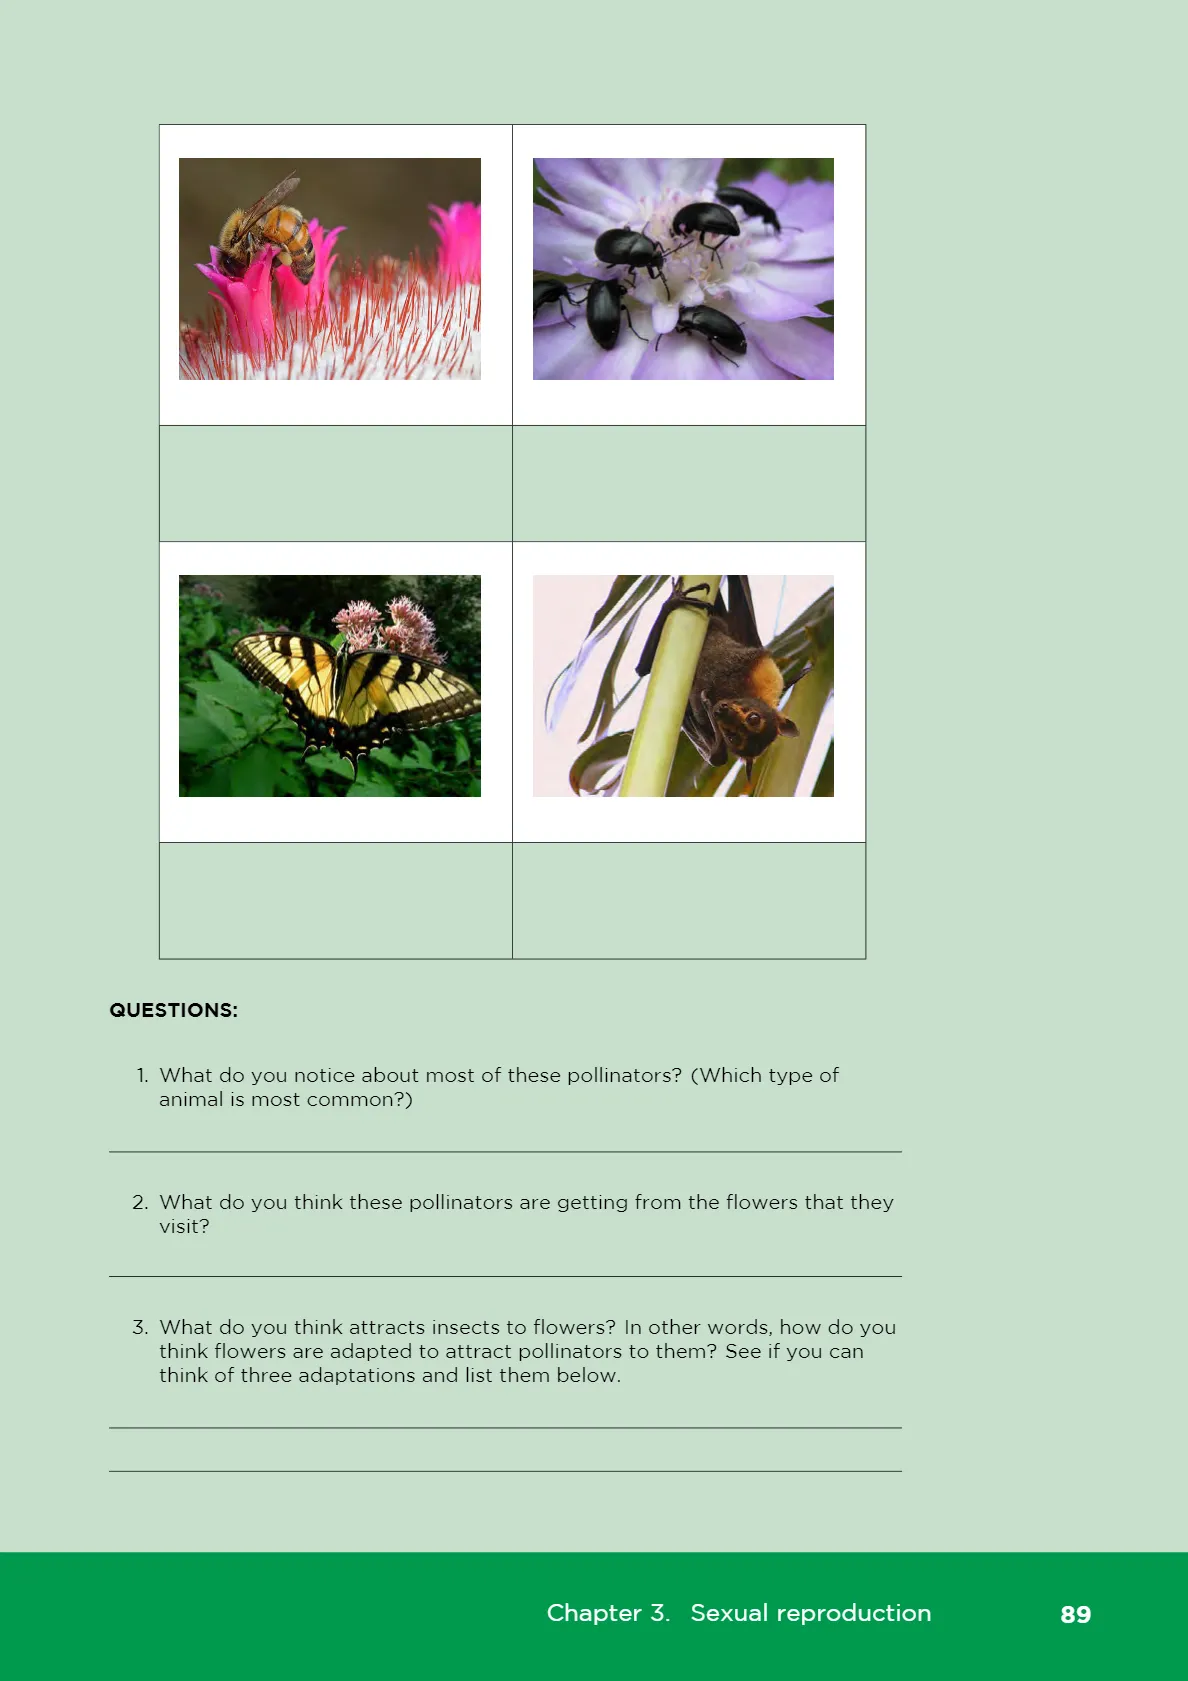 QUESTIONS:
1. What do you notice about most of these pollinators? (Which type of
animal is most common?)
2. What do you think these pollinators are getting from the flowers that they
visit?
3. What do you think attracts insects to flowers? In other words, how do you
think flowers are adapted to attract pollinators to them? See if you can
think of three adaptations and list them below.
Chapter 3. Sexual reproduction 89